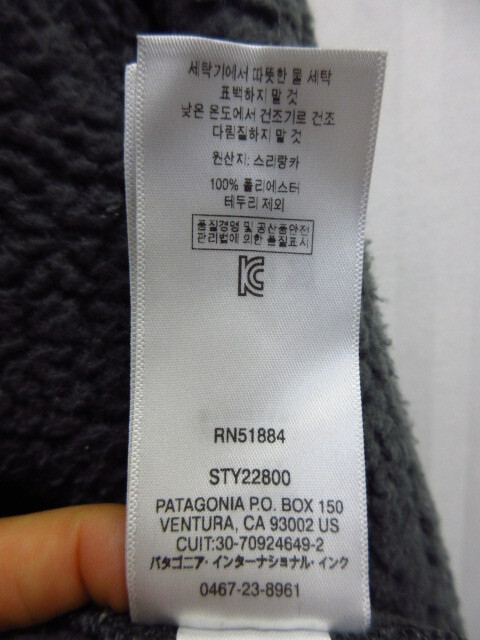 세탁기에서 따뜻한 물 세탁
표백하지 말 것
낮은 온도에서 건조기로 건조
다림질하지 말 것
원산지: 스리랑카
100% 폴리에스터
테두리 제외
품질경영 및 공산품안전
관리법에 의한 품질표시
RN51884
STY22800
PATAGONIA P.O. BOX 150
VENTURA, CA 93002 US
CUIT:30-70924649-2
パタゴニア・インターナショナル・インク
0467-23-8961